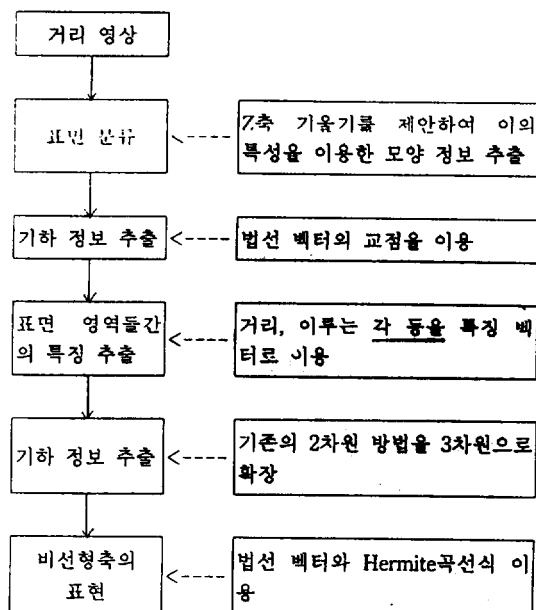 거리 영상
표면 분류
Z축 기울기를 제안하여 이의
특성을 이용한 모양 정보 추출
기하 정보 추출
법선 벡터의 교점을 이용
표면 영역들간
의 특징 추출
거리, 이루는 각 등을 특징 벡
터로 이용
기하 정보 추출
기존의 2차원 방법을 3차원으로
확장
비선형축의
표현
법선 벡터와 Hermite곡선식 이
용